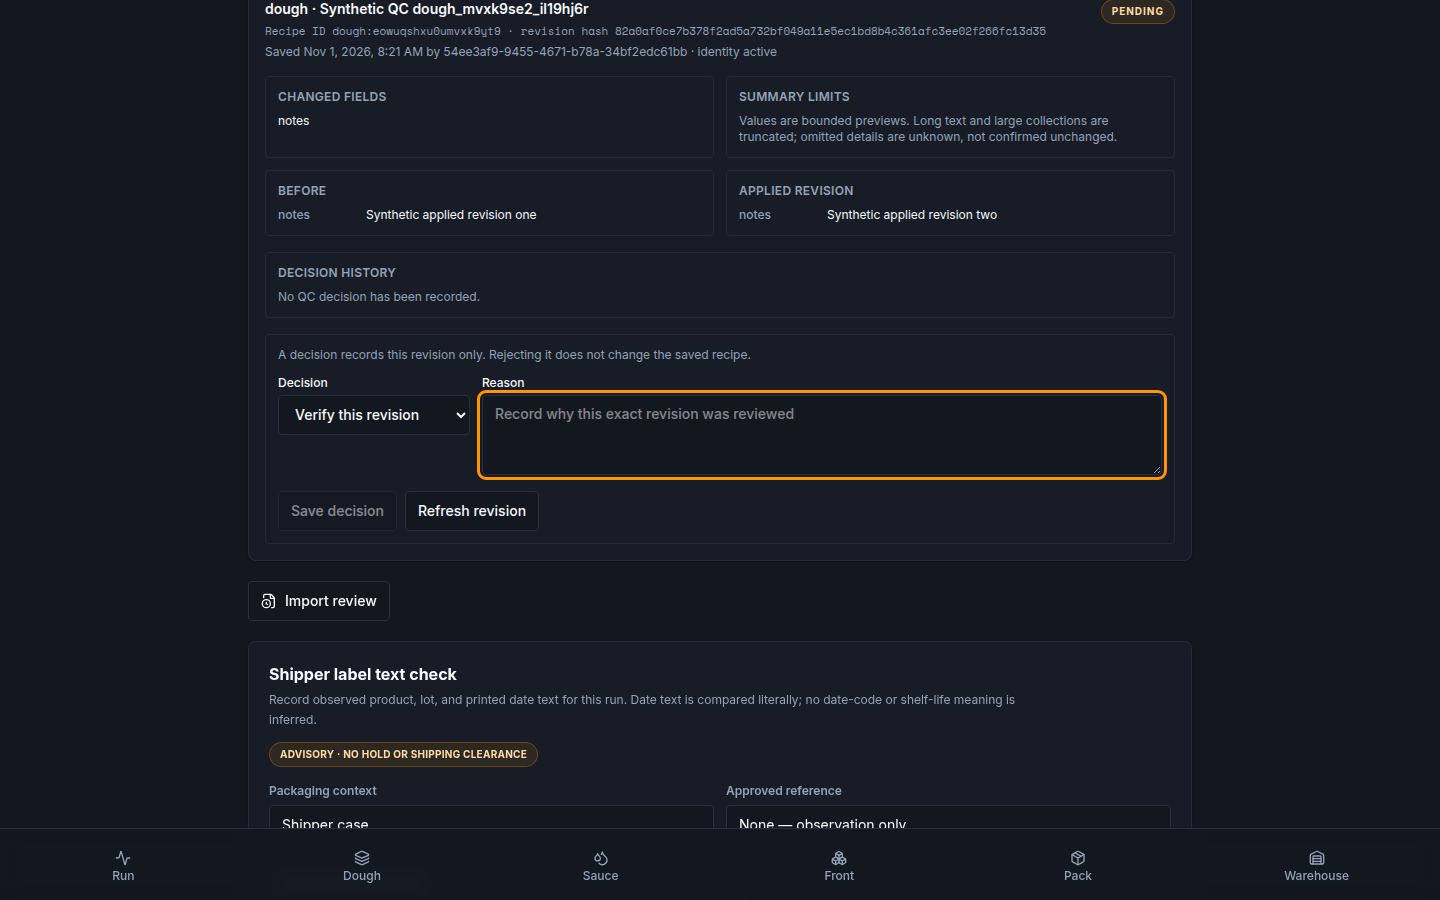 dough · Synthetic QC dough_mvxk9se2_il19hj6r
PENDING
Recipe ID dough:eowuqshxu0umvxk9yt9 · revision hash 82a0af0ce7b378f2ad5a732bf049a11e5ec1bd8b4c361afc3ee02f266fc13d35
Saved Nov 1, 2026, 8:21 AM by 54ee3af9-9455-4671-b78a-34bf2edc61bb · identity active
CHANGED FIELDS
notes
SUMMARY LIMITS
Values are bounded previews. Long text and large collections are
truncated; omitted details are unknown, not confirmed unchanged.
BEFORE
notes Synthetic applied revision one
APPLIED REVISION
notes Synthetic applied revision two
DECISION HISTORY
No QC decision has been recorded.
A decision records this revision only. Rejecting it does not change the saved recipe.
Decision
Verify this revision
Reason
Record why this exact revision was reviewed
Save decision
Refresh revision
Import review
Shipper label text check
Record observed product, lot, and printed date text for this run. Date text is compared literally; no date-code or shelf-life meaning is
inferred.
ADVISORY · NO HOLD OR SHIPPING CLEARANCE
Packaging context
Shipper case
Approved reference
None — observation only
Run
Dough
Sauce
Front
Pack
Warehouse